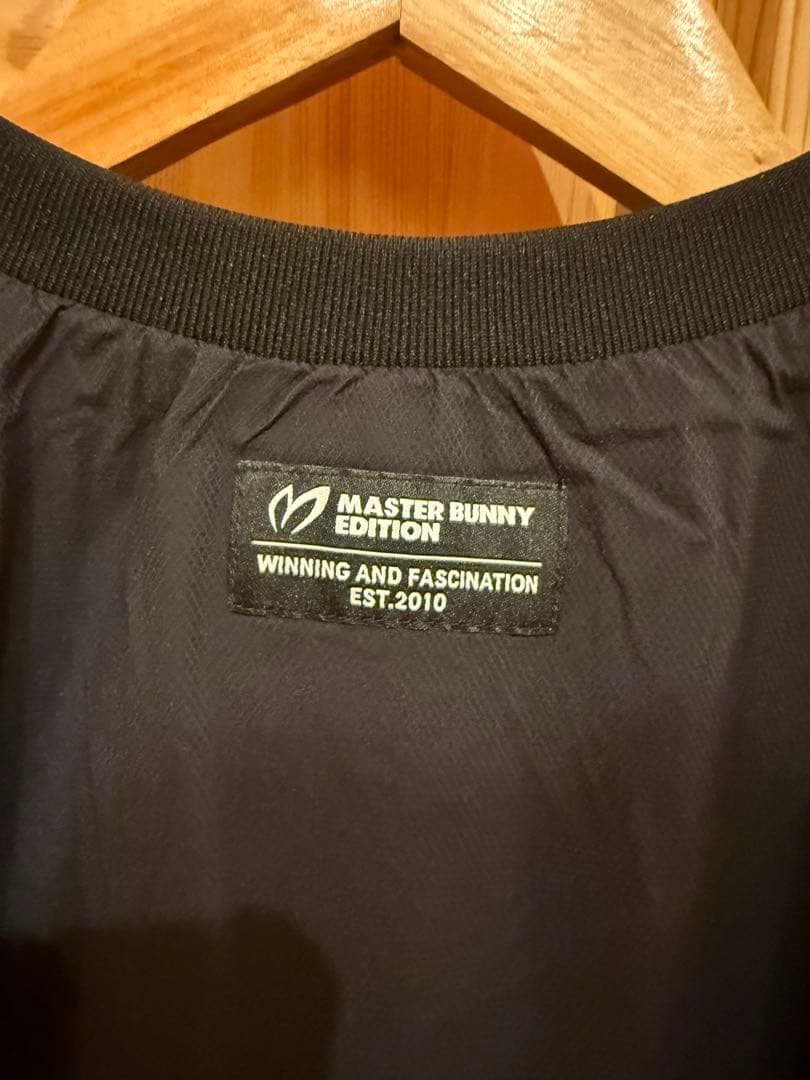 MASTER BUNNY
EDITION
WINNING AND FASCINATION
EST.2010